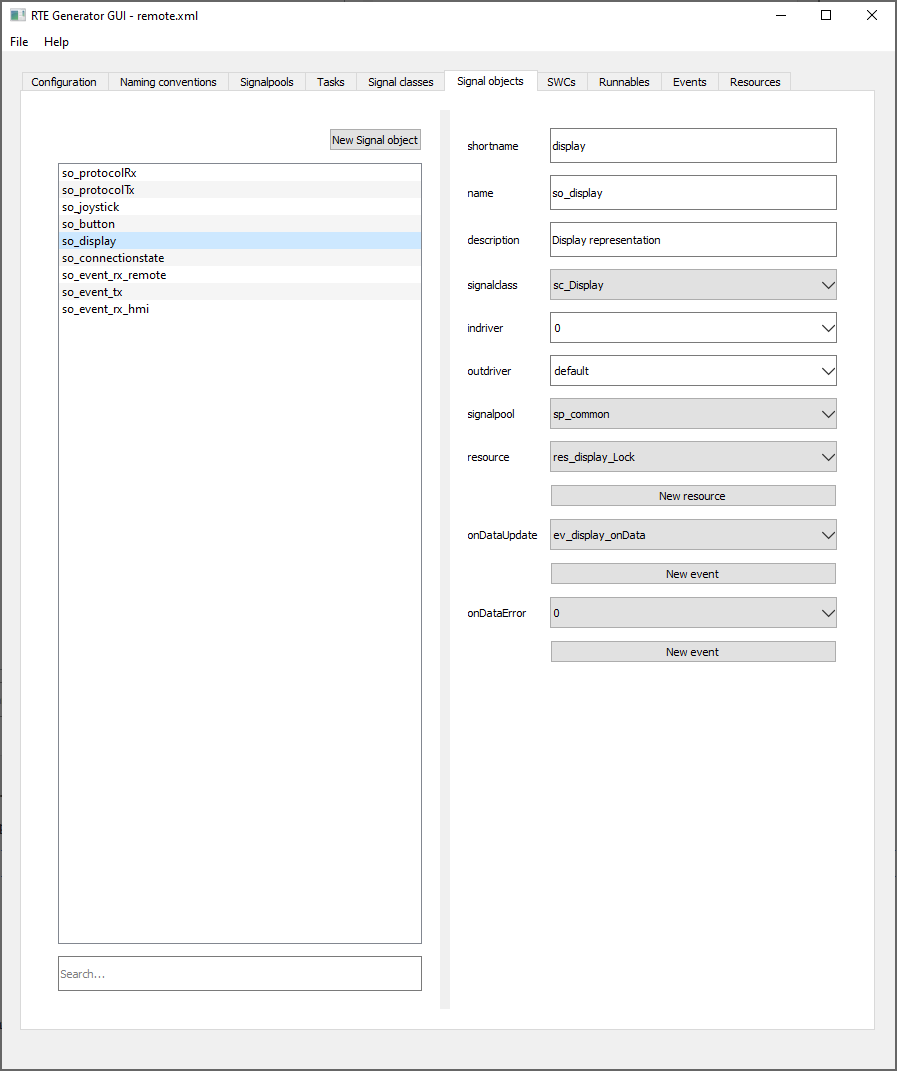 RTE Generator GUI - remote.xml
File Help
Configuration Naming conventions Signalpools Tasks Signal classes Signal objects SWCs Runnables Events Resources
New Signal object
so_protocolRx
so_protocolTx
so_joystick
so_button
so_display
so_connectionstate
so_event_rx_remote
so_event_tx
so_event_rx_hmi
Search...
shortname display
name so_display
description Display representation
signalclass sc_Display
indriver 0
outdriver default
signalpool sp_common
resource res_display_Lock
New resource
onDataUpdate ev_display_onData
New event
onDataError 0
New event